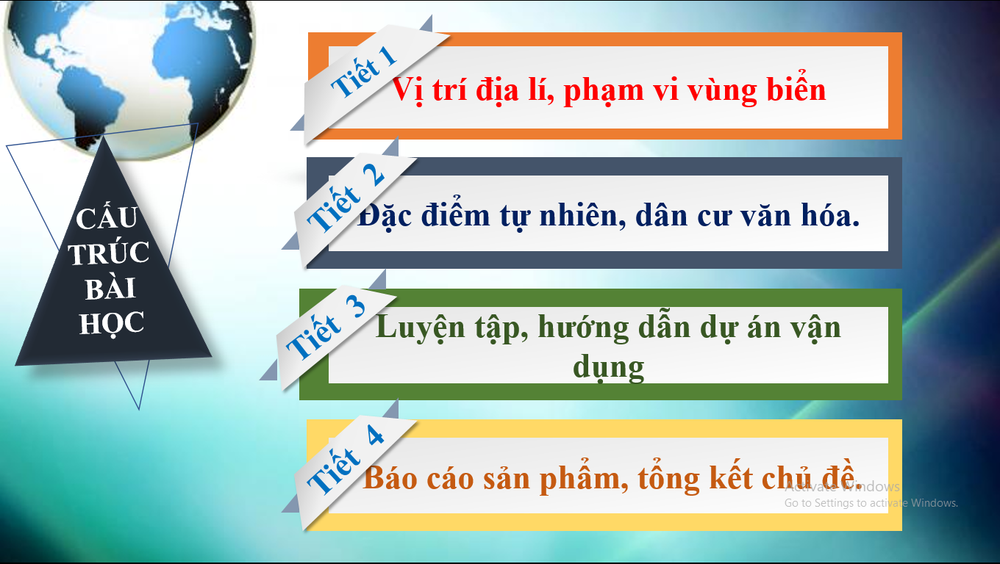 CẤU
TRÚC
BÀI
HỌC
Tiết 1
Vị trí địa lí, phạm vi vùng biển
Tiết 2
Đặc điểm tự nhiên, dân cư văn hóa.
Tiết 3
Luyện tập, hướng dẫn dự án vận
dụng
Tiết 4
Báo cáo sản phẩm, tổng kết chủ đề.
Activate Windows
Go to Settings to activate Windows.